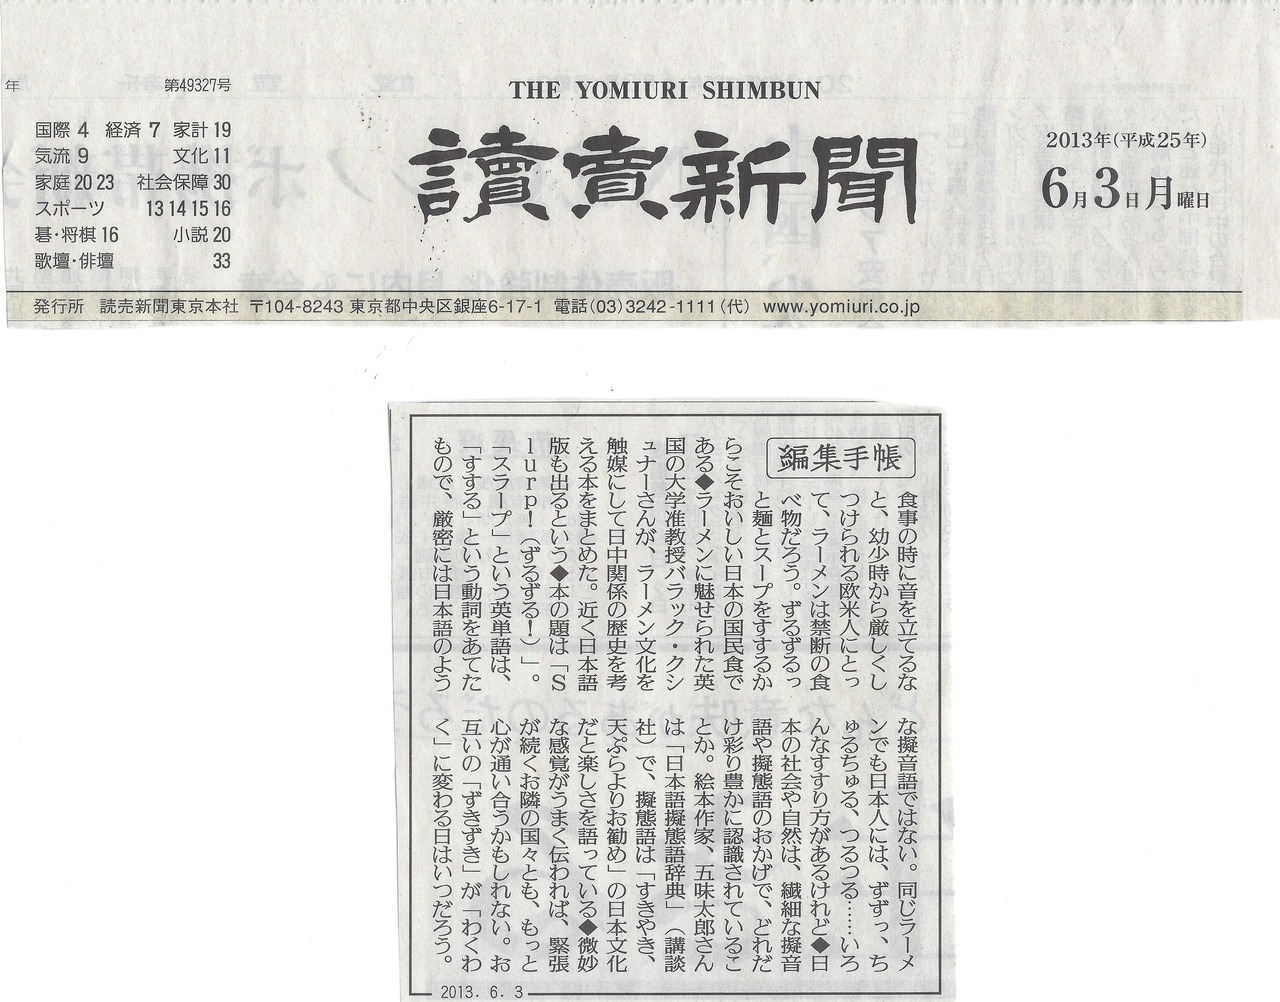 年
第49327号
国際 4 経済 7 家計 19
気流 9 文化 11
家庭 20 23 社会保障 30
スポーツ 13 14 15 16
碁・将棋 16 小説 20
歌壇・俳壇 33
THE YOMIURI SHIMBUN
讀賣新聞
2013年(平成25年)
6月3日月曜日
発行所 読売新聞東京本社 〒104-8243 東京都中央区銀座6-17-1 電話(03)3242-1111(代) www.yomiuri.co.jp
編集手帳
食事の時に音を立てるな
と、幼少時から厳しくし
つけられる欧米人にとっ
て、ラーメンは禁断の食
べ物だろう。ずるずるっ
と麺とスープをすするか
らこそおいしい日本の国民食で
ある◆ラーメンに魅せられた英
国の大学准教授バラック・クシ
ュナーさんが、ラーメン文化を
触媒にして日中関係の歴史を考
える本をまとめた。近く日本語
版も出るという◆本の題は「S
lurp!(ずるずる!)」。
「スラープ」という英単語は、
「すする」という動詞をあてた
もので、厳密には日本語のよう
な擬音語ではない。同じラーメ
ンでも日本人には、ずずっ、ち
ゅるちゅる、つるつる……いろ
んなすすり方があるけれど◆日
本の社会や自然は、繊細な擬音
語や擬態語のおかげで、どれだ
け彩り豊かに認識されているこ
とか。絵本作家、五味太郎さん
は「日本語擬態語辞典」(講談
社)で、擬態語は「すきやき、
天ぷらよりお勧め」の日本文化
だと楽しさを語っている◆微妙
な感覚がうまく伝われば、緊張
が続くお隣の国々とも、もっと
心が通い合うかもしれない。お
互いの「ずきずき」が「わくわ
く」に変わる日はいつだろう。
2013.6.3